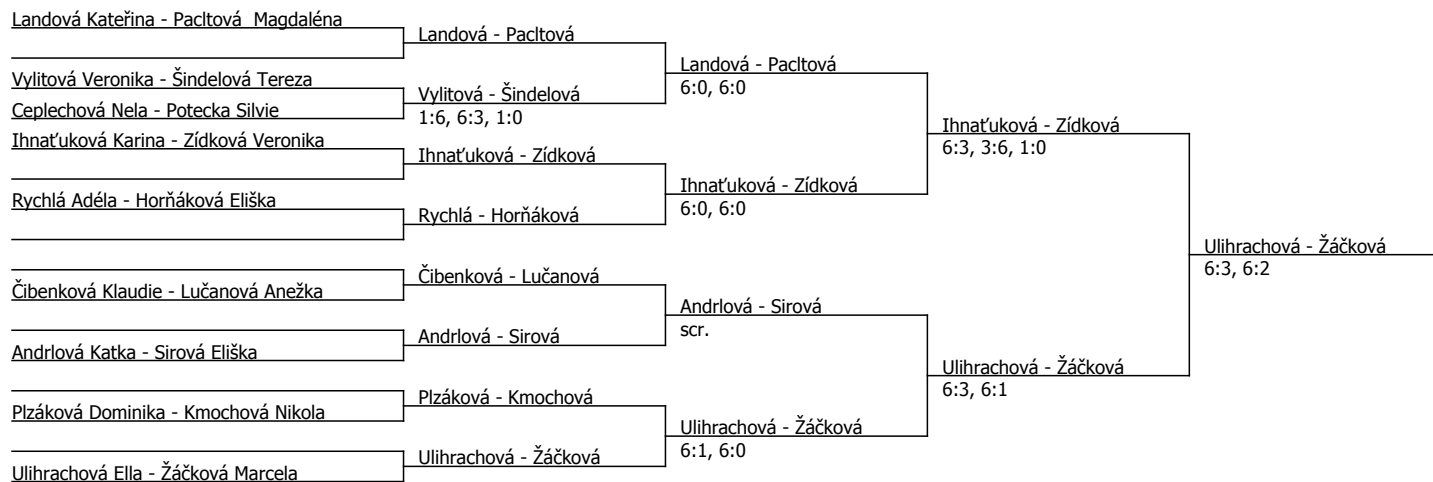 Landová Kateřina - Pacltová  Magdaléna
Landová - Pacltová
Landová - Pacltová
6:0, 6:0
Vylitová Veronika - Šindelová Tereza
Vylitová - Šindelová
1:6, 6:3, 1:0
Ceplechová Nela - Potecka Silvie
Ihnaťuková - Zídková
6:3, 3:6, 1:0
Ihnaťuková Karina - Zídková Veronika
Ihnaťuková - Zídková
Ihnaťuková - Zídková
6:0, 6:0
Rychlá Adéla - Horňáková Eliška
Rychlá - Horňáková
Ulihrachová - Žáčková
6:3, 6:2
Čibenková - Lučanová
Čibenková Klaudie - Lučanová Anežka
Andrlová - Sirová
scr.
Andrlová - Sirová
Andrlová Katka - Sirová Eliška
Ulihrachová - Žáčková
6:3, 6:1
Plzáková - Kmochová
Plzáková Dominika - Kmochová Nikola
Ulihrachová - Žáčková
6:1, 6:0
Ulihrachová - Žáčková
Ulihrachová Ella - Žáčková Marcela